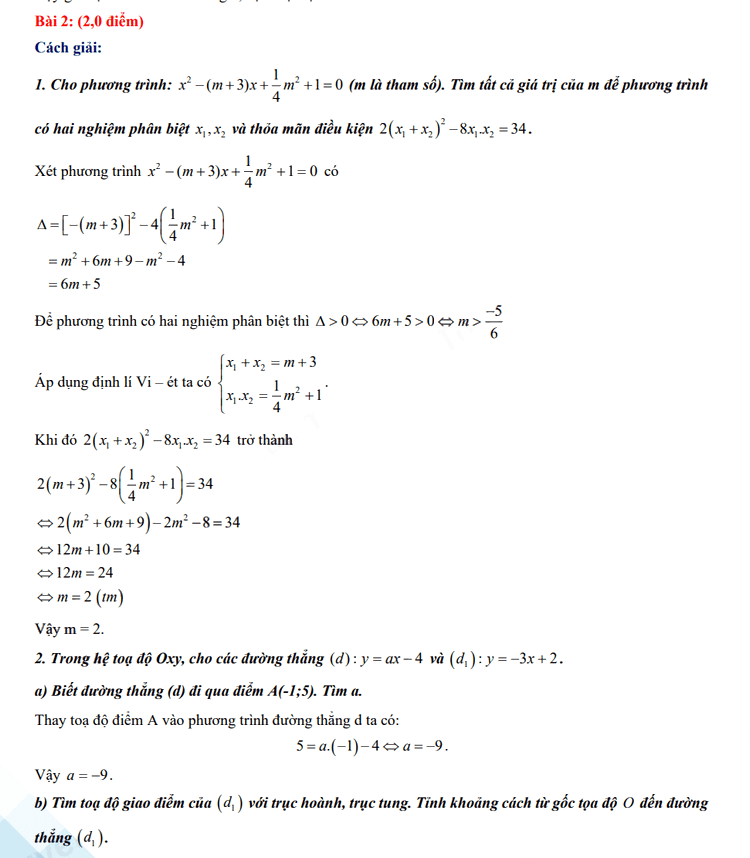 Bài 2: (2,0 điểm)
Cách giải:
1. Cho phương trình: x² − (m + 3)x + \frac{1}{4}m² + 1 = 0 (m là tham số). Tìm tất cả giá trị của m để phương trình
có hai nghiệm phân biệt x₁, x₂ và thỏa mãn điều kiện 2(x₁ + x₂)² − 8x₁.x₂ = 34.
Xét phương trình x² − (m + 3)x + \frac{1}{4}m² + 1 = 0 có
Δ = [−(m + 3)]² − 4(\frac{1}{4}m² + 1)
= m² + 6m + 9 − m² − 4
= 6m + 5
Để phương trình có hai nghiệm phân biệt thì Δ > 0 ⇔ 6m + 5 > 0 ⇔ m > \frac{−5}{6}
Áp dụng định lí Vi – ét ta có { x₁ + x₂ = m + 3
x₁.x₂ = \frac{1}{4}m² + 1 .
Khi đó 2(x₁ + x₂)² − 8x₁.x₂ = 34 trở thành
2(m + 3)² − 8(\frac{1}{4}m² + 1) = 34
⇔ 2(m² + 6m + 9) − 2m² − 8 = 34
⇔ 12m + 10 = 34
⇔ 12m = 24
⇔ m = 2 (tm)
Vậy m = 2.
2. Trong hệ toạ độ Oxy, cho các đường thẳng (d) : y = ax − 4 và (d₁) : y = −3x + 2.
a) Biết đường thẳng (d) đi qua điểm A(-1;5). Tìm a.
Thay toạ độ điểm A vào phương trình đường thẳng d ta có:
5 = a.(−1) − 4 ⇔ a = −9.
Vậy a = −9.
b) Tìm toạ độ giao điểm của (d₁) với trục hoành, trục tung. Tính khoảng cách từ gốc tọa độ O đến đường
thẳng (d₁).